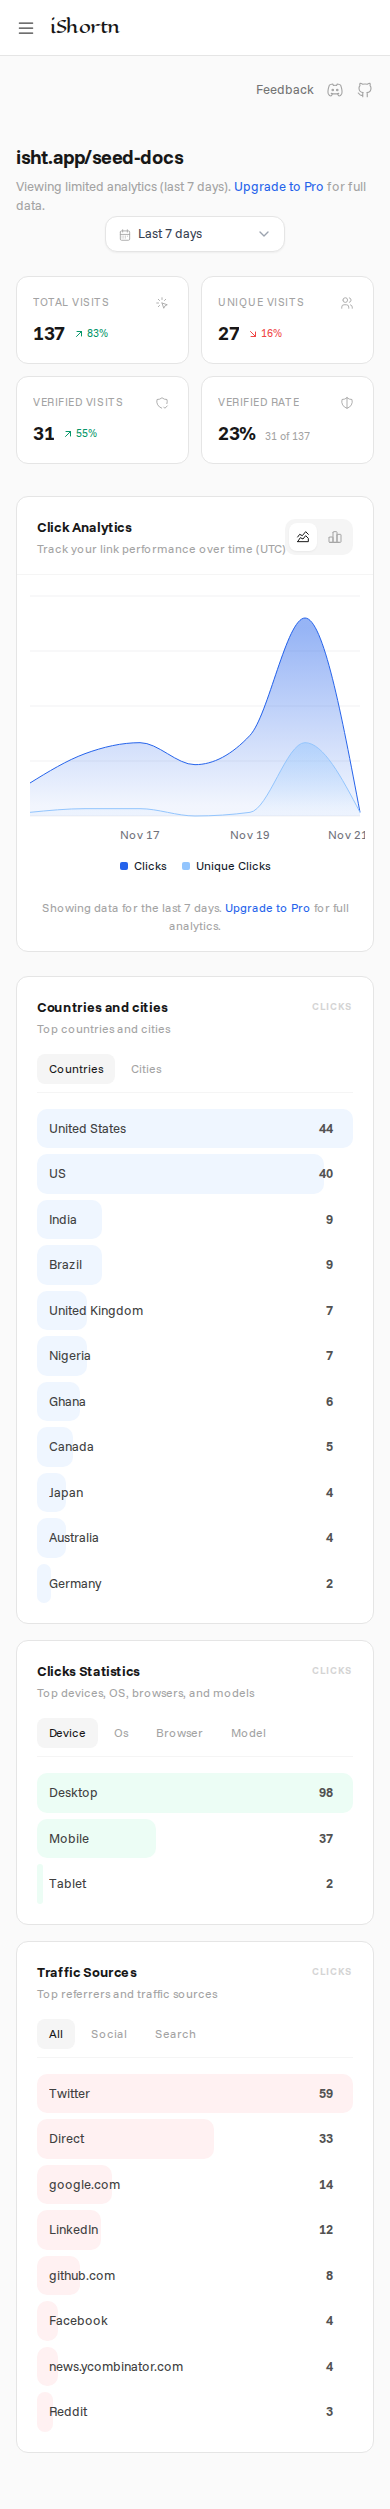 iShortn
Feedback
isht.app/seed-docs
Viewing limited analytics (last 7 days). Upgrade to Pro for full
data.
Last 7 days
TOTAL VISITS
137 83%
UNIQUE VISITS
27 16%
VERIFIED VISITS
31 55%
VERIFIED RATE
23% 31 of 137
Click Analytics
Track your link performance over time (UTC)
Nov 17 Nov 19 Nov 21
Clicks Unique Clicks
Showing data for the last 7 days. Upgrade to Pro for full
analytics.
Countries and cities CLICKS
Top countries and cities
Countries Cities
United States 44
US 40
India 9
Brazil 9
United Kingdom 7
Nigeria 7
Ghana 6
Canada 5
Japan 4
Australia 4
Germany 2
Clicks Statistics CLICKS
Top devices, OS, browsers, and models
Device Os Browser Model
Desktop 98
Mobile 37
Tablet 2
Traffic Sources CLICKS
Top referrers and traffic sources
All Social Search
Twitter 59
Direct 33
google.com 14
LinkedIn 12
github.com 8
Facebook 4
news.ycombinator.com 4
Reddit 3